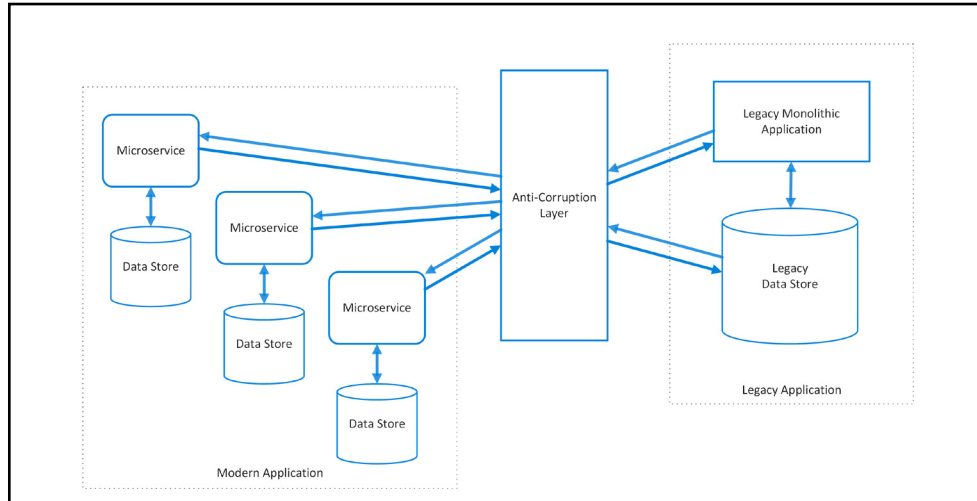 Microservice
Data Store
Microservice
Data Store
Microservice
Data Store
Modern Application
Anti-Corruption
Layer
Legacy Monolithic
Application
Legacy
Data Store
Legacy Application